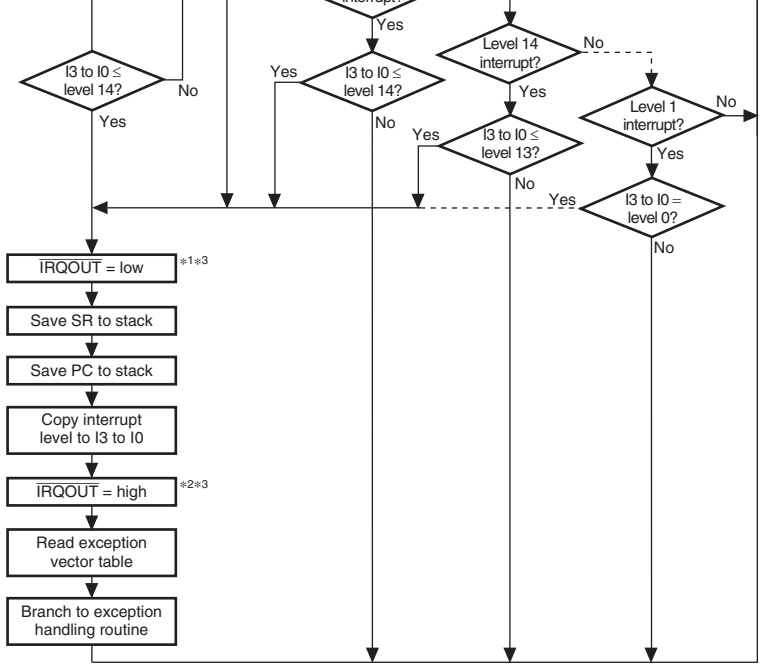 interrupt?
Yes
I3 to I0 ≤
level 14?
No
Yes
Yes
I3 to I0 ≤
level 14?
No
Level 14
interrupt?
No
Yes
Yes
I3 to I0 ≤
level 13?
No
Level 1
interrupt?
No
Yes
Yes
I3 to I0 =
level 0?
No
IRQOUT = low *1*3
Save SR to stack
Save PC to stack
Copy interrupt
level to I3 to I0
IRQOUT = high *2*3
Read exception
vector table
Branch to exception
handling routine